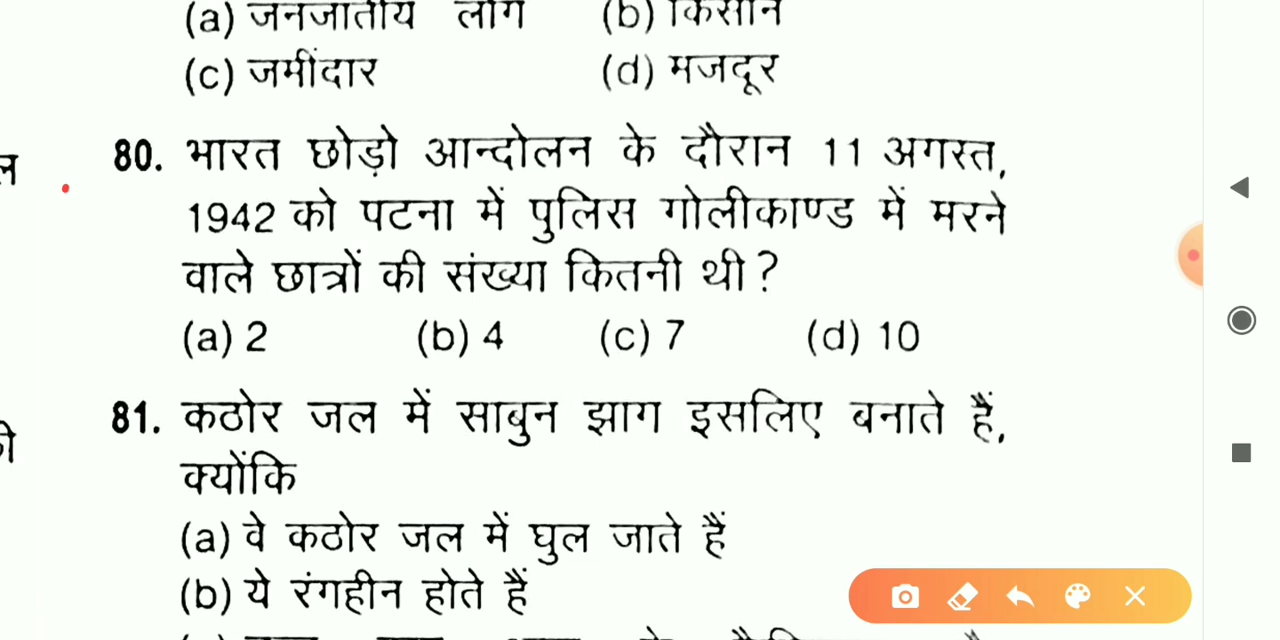 (a) जनजातीय लोग (b) किसान
(c) जमींदार (d) मजदूर
80. भारत छोड़ो आन्दोलन के दौरान 11 अगस्त,
1942 को पटना में पुलिस गोलीकाण्ड में मरने
वाले छात्रों की संख्या कितनी थी ?
(a) 2 (b) 4 (c) 7 (d) 10
81. कठोर जल में साबुन झाग इसलिए बनाते हैं,
क्योंकि
(a) वे कठोर जल में घुल जाते हैं
(b) ये रंगहीन होते हैं